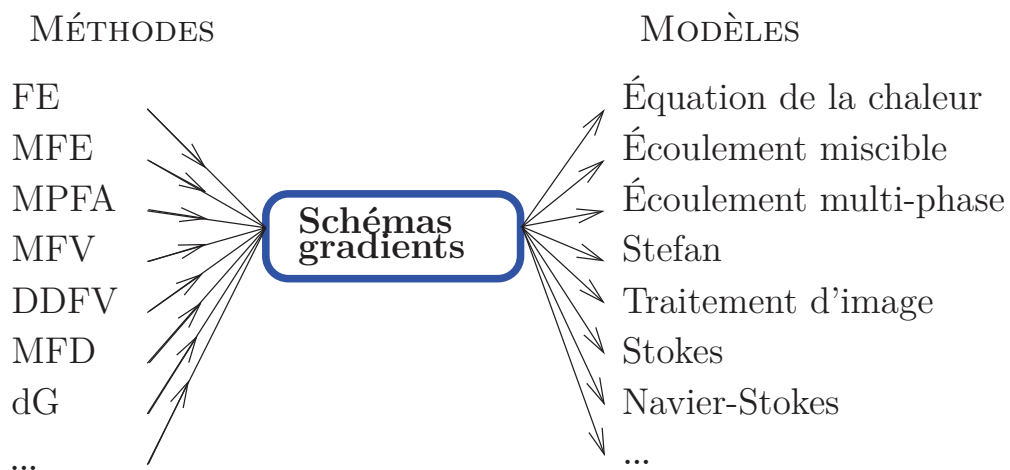 MÉTHODES
FE
MFE
MPFA
MFV
DDFV
MFD
dG
...
Schémas
gradients
MODÈLES
Équation de la chaleur
Écoulement miscible
Écoulement multi-phase
Stefan
Traitement d'image
Stokes
Navier-Stokes
...